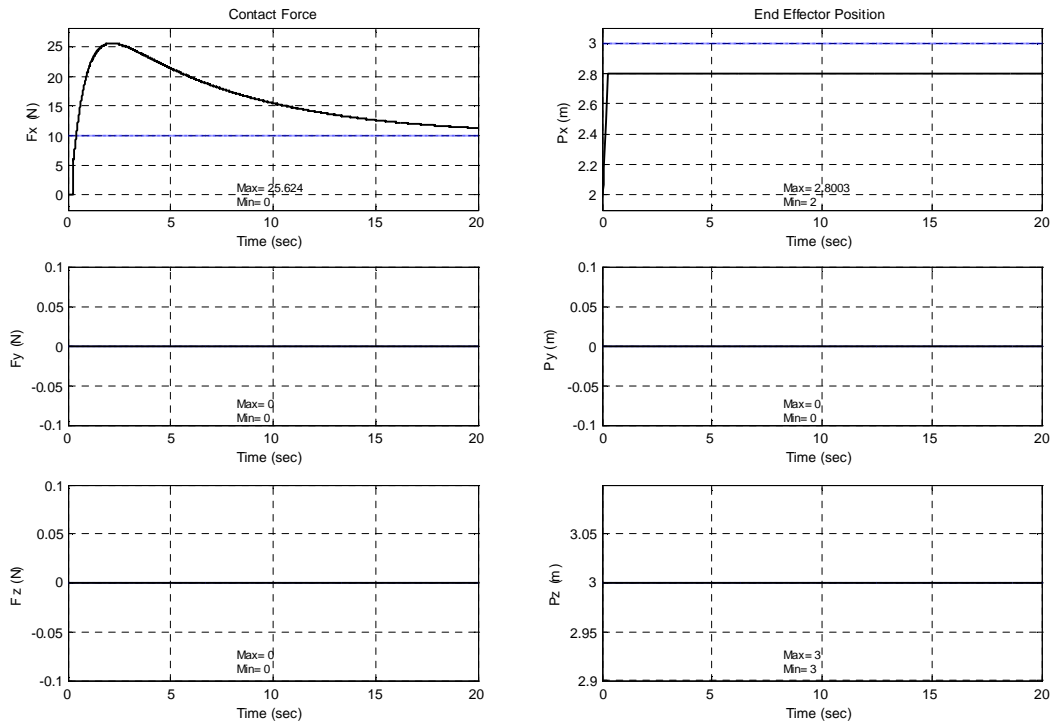 Contact Force
25
20
15
10
5
0
Fx (N)
Max= 25.624
Min= 0
0 5 10 15 20
Time (sec)
End Effector Position
3
2.8
2.6
2.4
2.2
2
Px (m)
Max= 2.8003
Min= 2
0 5 10 15 20
Time (sec)
0.1
0.05
0
-0.05
-0.1
Fy (N)
Max= 0
Min= 0
0 5 10 15 20
Time (sec)
0.1
0.05
0
-0.05
-0.1
Py (m)
Max= 0
Min= 0
0 5 10 15 20
Time (sec)
0.1
0.05
0
-0.05
-0.1
Fz (N)
Max= 0
Min= 0
0 5 10 15 20
Time (sec)
3.05
3
2.95
2.9
Pz (m)
Max= 3
Min= 3
0 5 10 15 20
Time (sec)